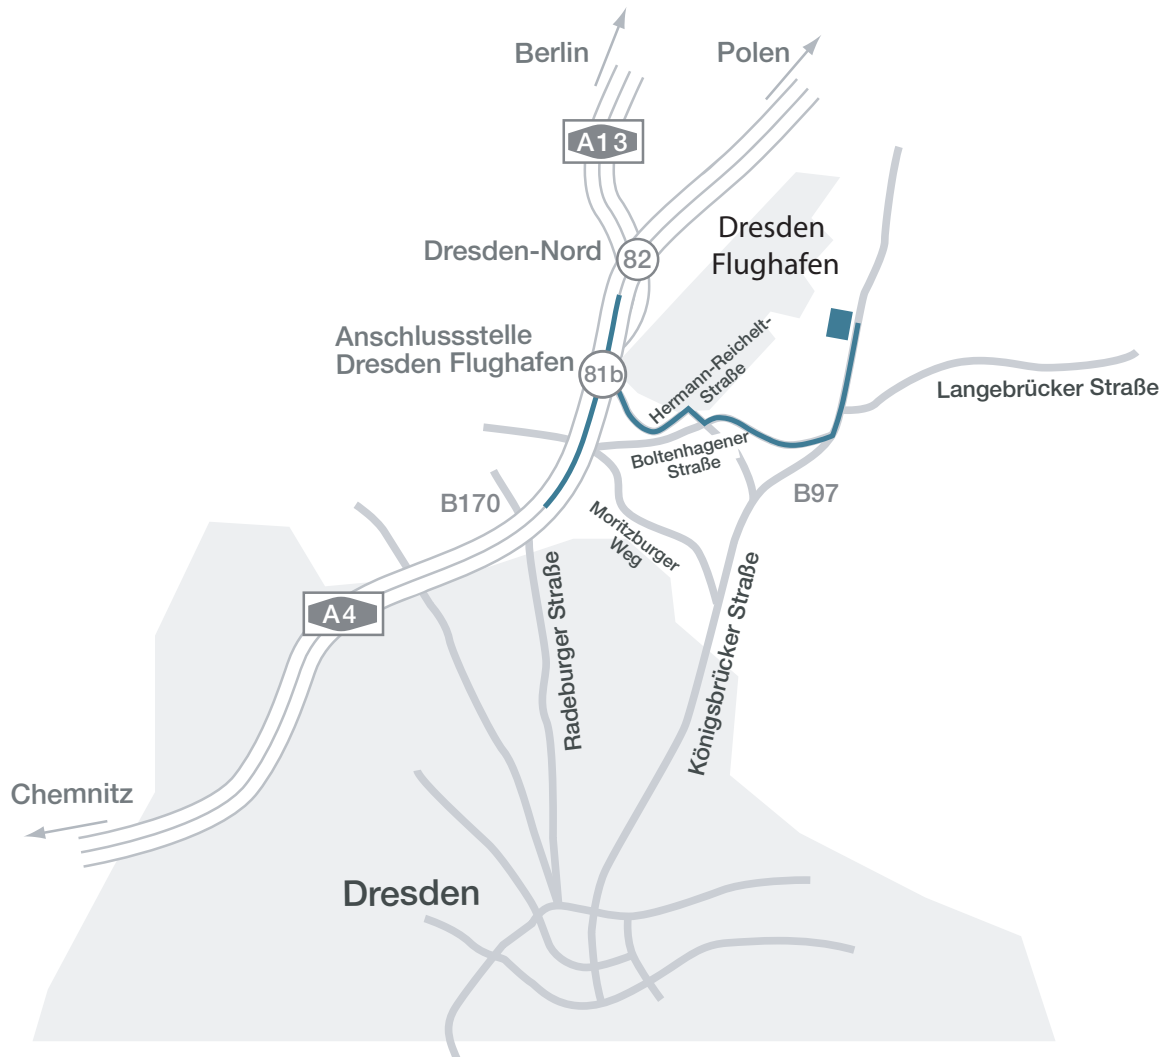 Berlin
Polen
A13
Dresden
Flughafen
Dresden-Nord
82
Anschlussstelle
Dresden Flughafen
81b
Hermann-Reichelt-
Straße
Langebrücker Straße
Boltenhagener
Straße
B170
B97
Moritzburger
Weg
A4
Radeburger Straße
Königsbrücker Straße
Chemnitz
Dresden